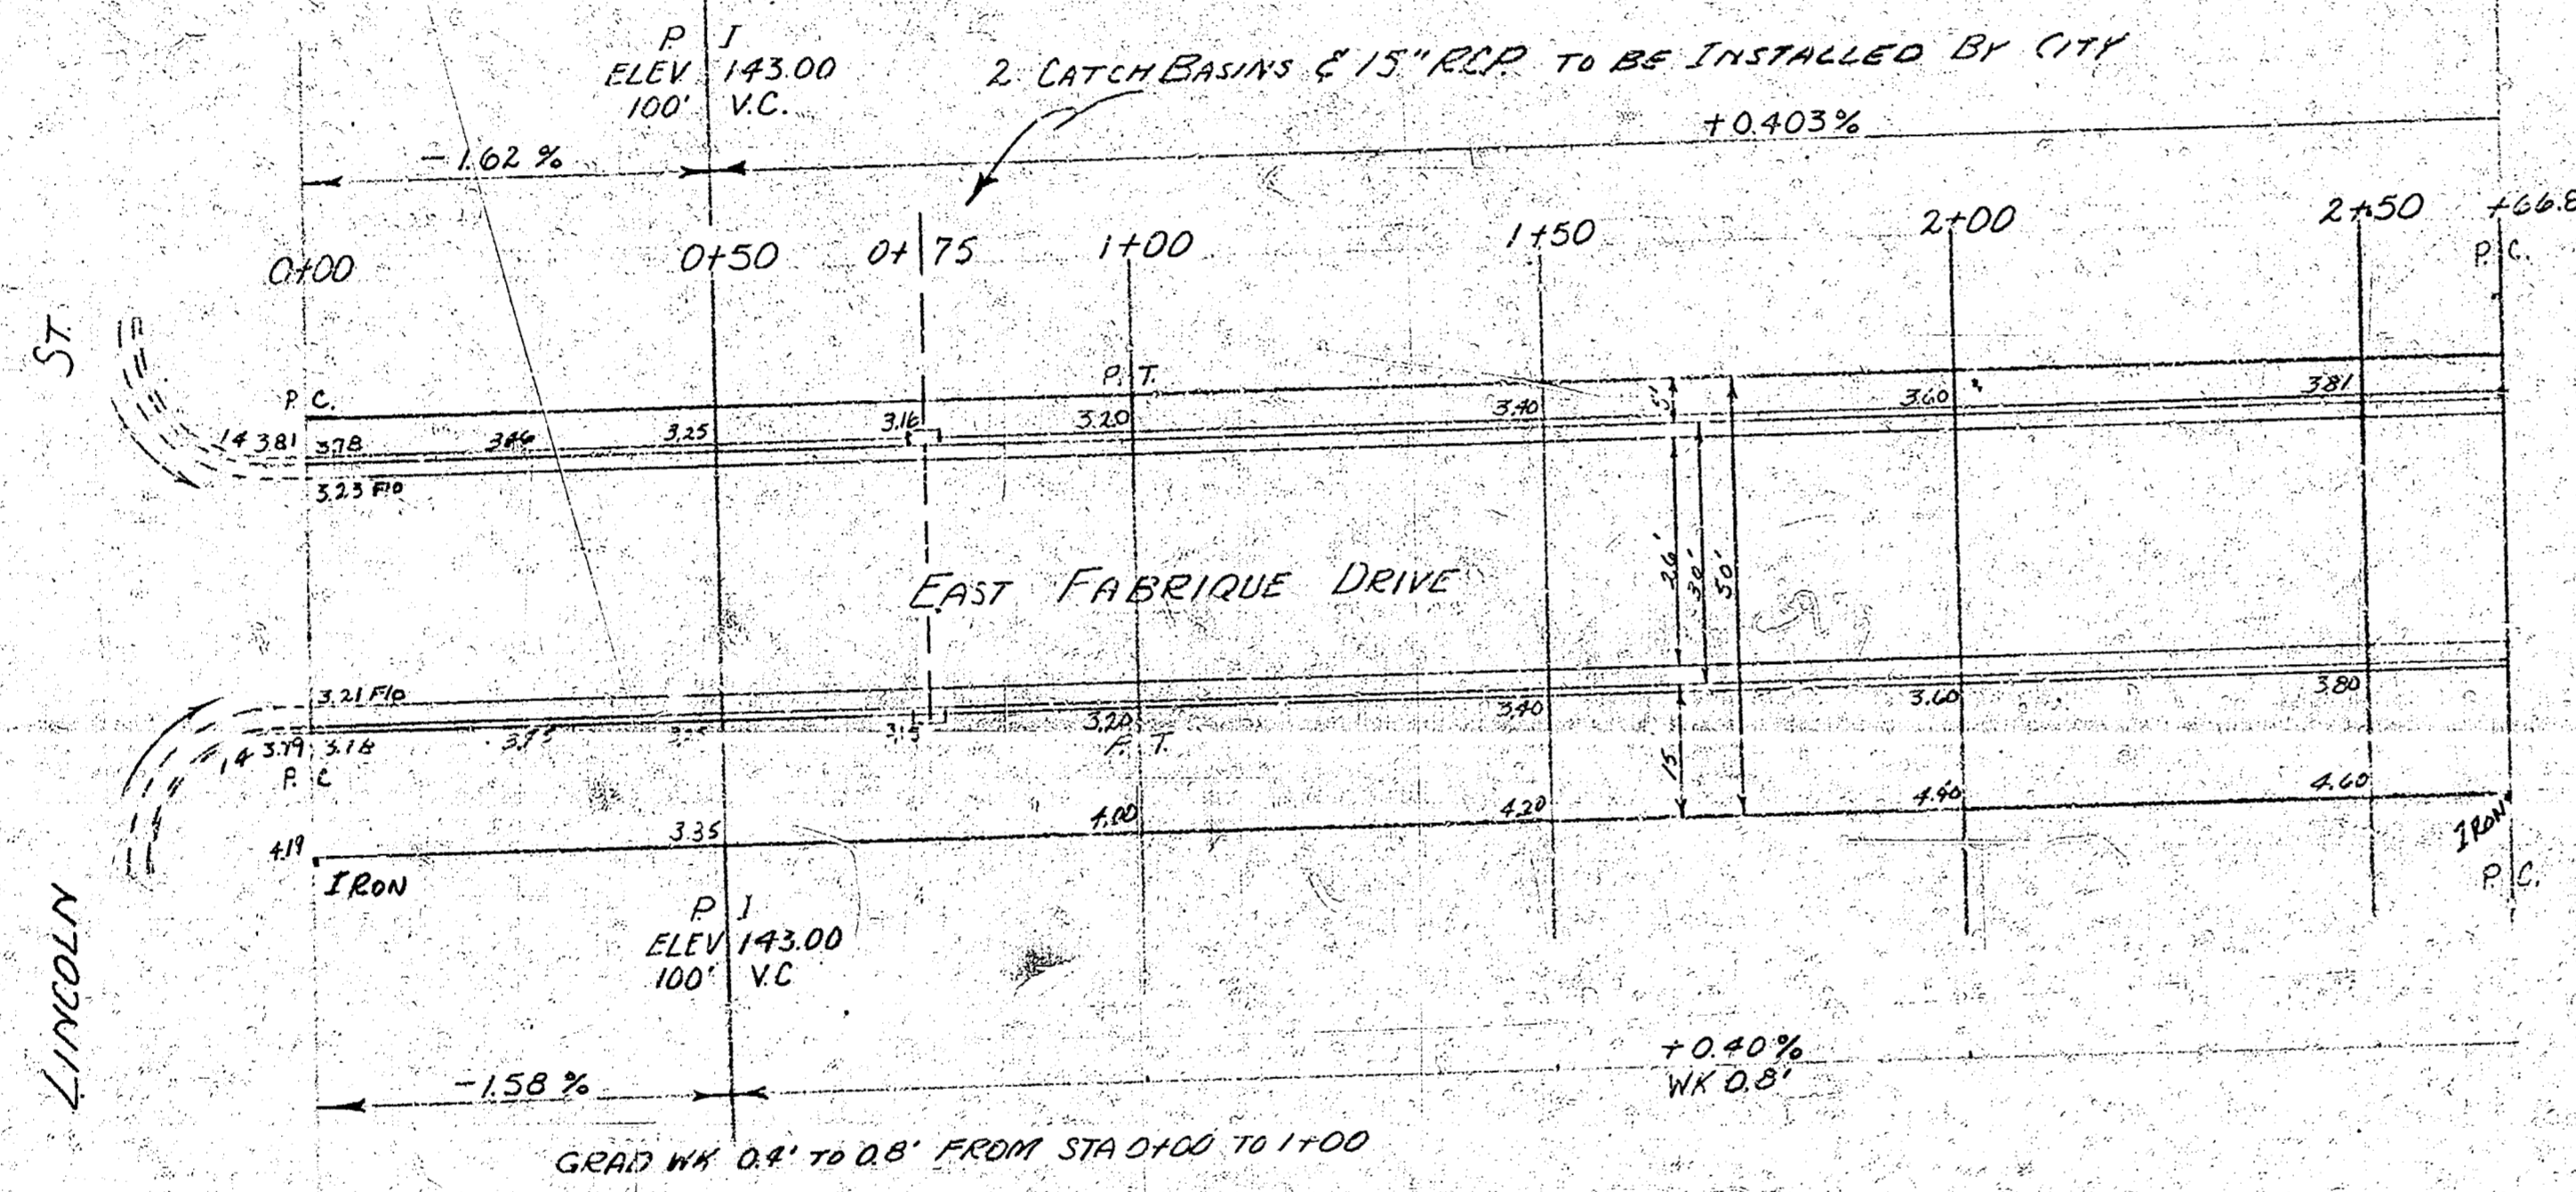 P I
ELEV 143.00
100' V.C.
2 CATCH BASINS & 15" R.C.P. TO BE INSTALLED BY CITY
+0.403%
-1.62 %
0+00
0+50
0+75
1+00
1+50
2+00
2+50
+66.8
P. C.
ST.
P. C.
P. T.
14 3.81 3.78
3.46
3.25
3.16
3.20
3.40
5'
3.60
3.81
3.23 Flo
EAST FABRIQUE DRIVE
26'
30'
50'
3.21 Flo
14 3.79 3.78
3.20
3.40
3.60
3.80
P. C
P. T.
15
4.19
3.35
4.00
4.20
4.40
4.60
IRON
IRON
P. C.
P I
ELEV 143.00
100' V.C
LINCOLN
-1.58 %
+0.40%
WK 0.8'
GRAD WK 0.4' TO 0.8' FROM STA 0+00 TO 1+00